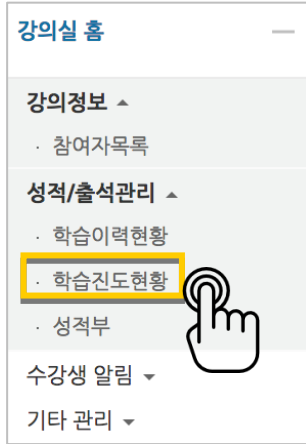 강의실 홈
강의정보 ▲
· 참여자목록
성적/출석관리 ▲
· 학습이력현황
· 학습진도현황
· 성적부
수강생 알림 ▼
기타 관리 ▼